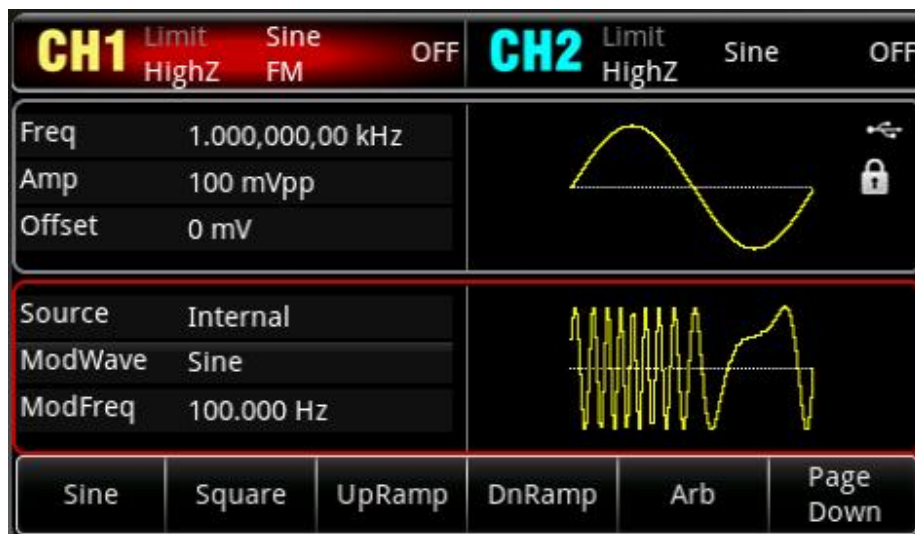 CH1 Limit Sine OFF CH2 Limit Sine OFF
HighZ FM HighZ
Freq 1.000,000,00 kHz
Amp 100 mVpp
Offset 0 mV
Source Internal
ModWave Sine
ModFreq 100.000 Hz
Sine Square UpRamp DnRamp Arb Page Down